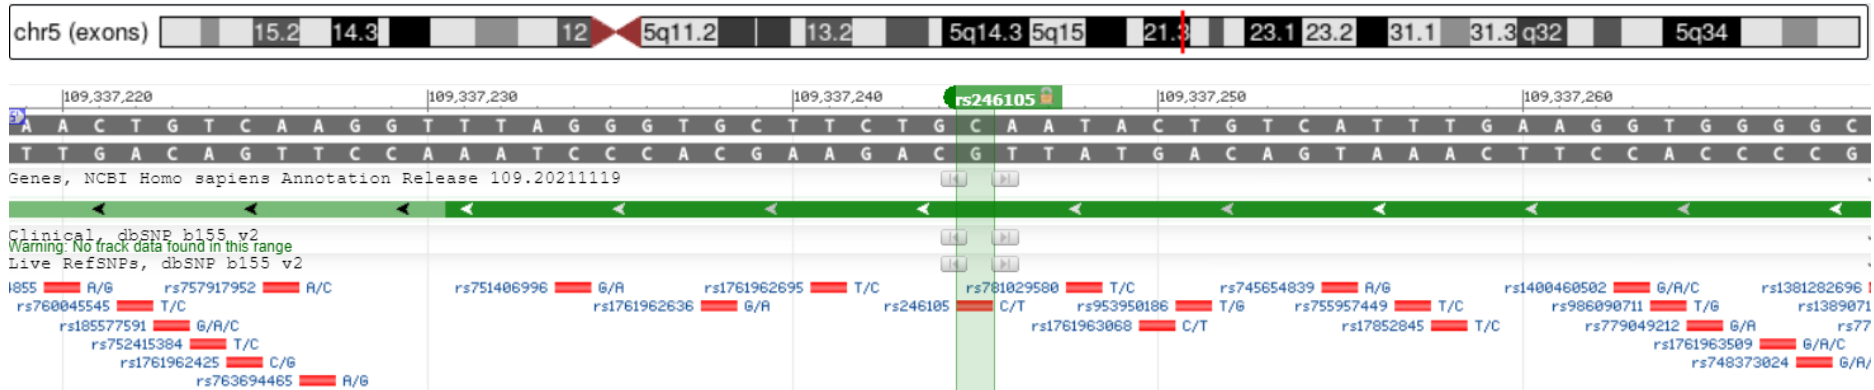 chr5 (exons) 15.2 14.3 12 5q11.2 13.2 5q14.3 5q15 21.3 23.1 23.2 31.1 31.3 q32 5q34
109,337,220 109,337,230 109,337,240 rs246105 109,337,250 109,337,260
A A C T G T C A A G G T T T A G G G T G C T T C T G C A A T A C T G T C A T T T G A A G G T G G G G C
T T G A C A G T T C C A A A T C C C A C G A A G A C G T T A T G A C A G T A A A C T T C C A C C C C G
Genes, NCBI Homo sapiens Annotation Release 109.20211119
Clinical, dbSNP b155 v2
Warning: No track data found in this range
Live RefSNPs, dbSNP b155 v2
4855 A/G rs757917952 A/C rs751406996 G/A rs1761962695 T/C rs781029580 T/C rs745654839 A/G rs1400460502 G/A/C rs1381282696
rs760045545 T/C rs1761962636 G/A rs246105 C/T rs953950186 T/G rs755957449 T/C rs986090711 T/G rs1389071
rs185577591 G/A/C rs1761963068 C/T rs17852845 T/C rs779049212 G/A rs77
rs752415384 T/C rs1761963509 G/A/C
rs1761962425 C/G rs748373024 G/A/
rs763694465 A/G